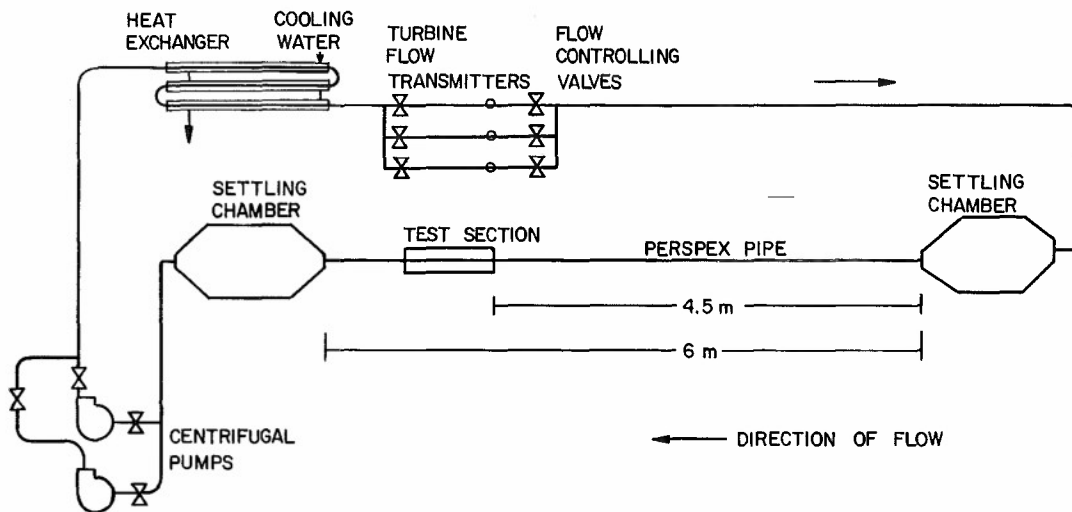 HEAT
EXCHANGER
COOLING
WATER
TURBINE
FLOW
TRANSMITTERS
FLOW
CONTROLLING
VALVES
SETTLING
CHAMBER
TEST SECTION
PERSPEX PIPE
SETTLING
CHAMBER
4.5 m
6 m
CENTRIFUGAL
PUMPS
DIRECTION OF FLOW